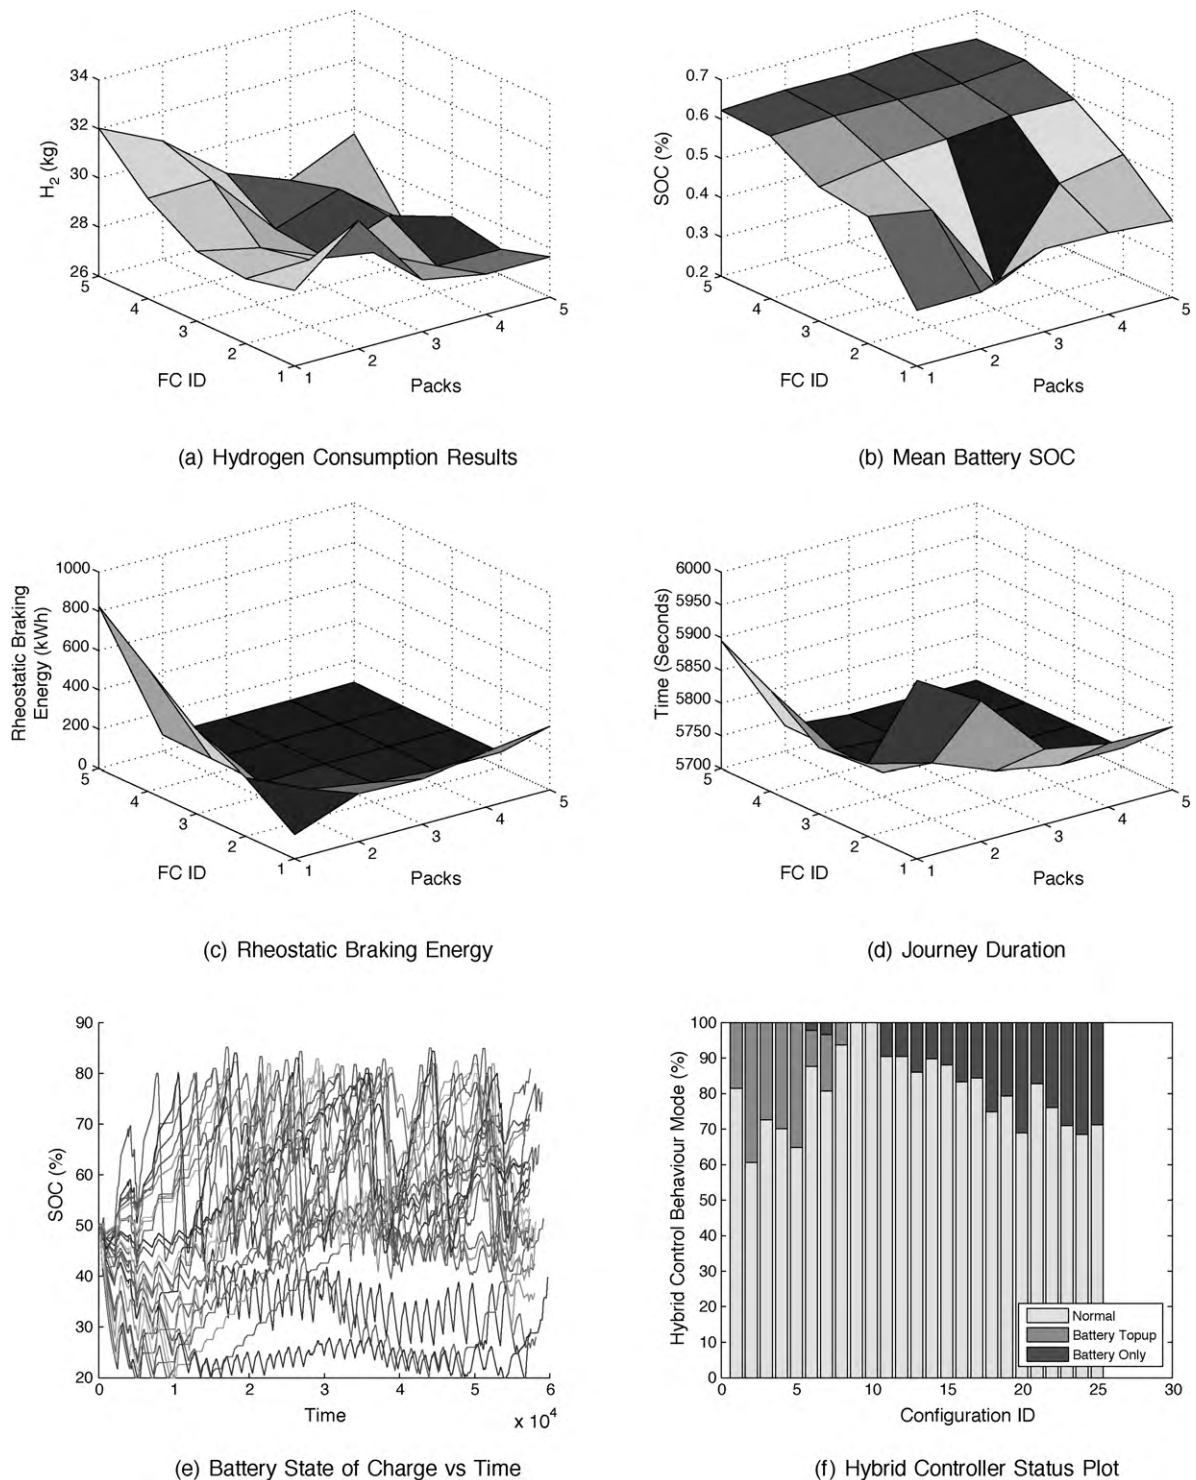 34
32
30
28
26
H2 (kg)
5
4
3
2
1
FC ID
1
2
3
4
5
Packs
(a) Hydrogen Consumption Results
0.7
0.6
0.5
0.4
0.3
0.2
SOC (%)
5
4
3
2
1
FC ID
1
2
3
4
5
Packs
(b) Mean Battery SOC
1000
800
600
400
200
0
Rheostatic Braking
Energy (kWh)
5
4
3
2
1
FC ID
1
2
3
4
5
Packs
(c) Rheostatic Braking Energy
6000
5950
5900
5850
5800
5750
5700
Time (Seconds)
5
4
3
2
1
FC ID
1
2
3
4
5
Packs
(d) Journey Duration
90
80
70
60
50
40
30
20
SOC (%)
0 1 2 3 4 5 6
Time
x 10^4
(e) Battery State of Charge vs Time
100
90
80
70
60
50
40
30
20
10
0
Hybrid Control Behaviour Mode (%)
Normal
Battery Topup
Battery Only
0 5 10 15 20 25 30
Configuration ID
(f) Hybrid Controller Status Plot